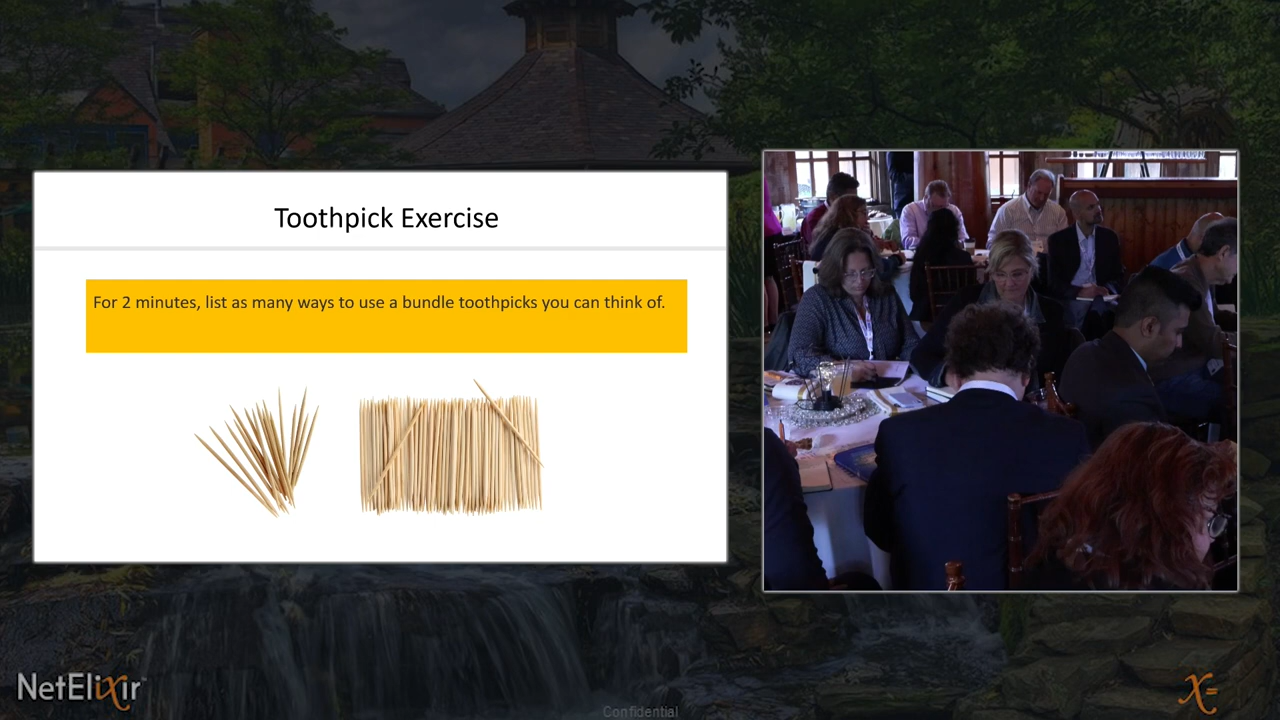 Toothpick Exercise
For 2 minutes, list as many ways to use a bundle toothpicks you can think of.
NetElixir
X=
Confidential